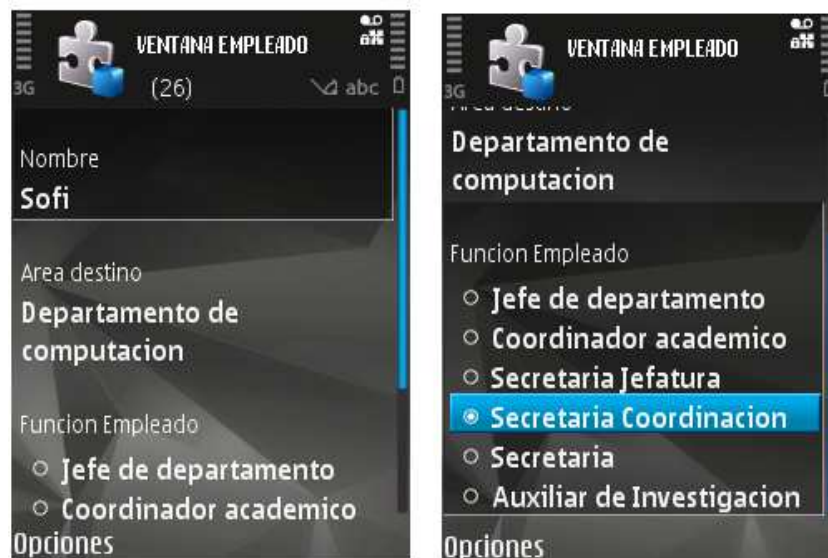 VENTANA EMPLEADO
3G
(26)
abc
Nombre
Sofi
Area destino
Departamento de
computacion
Funcion Empleado
Jefe de departamento
Coordinador academico
Opciones
VENTANA EMPLEADO
3G
Area destino
Departamento de
computacion
Funcion Empleado
Jefe de departamento
Coordinador academico
Secretaria Jefatura
Secretaria Coordinacion
Secretaria
Auxiliar de Investigacion
Opciones